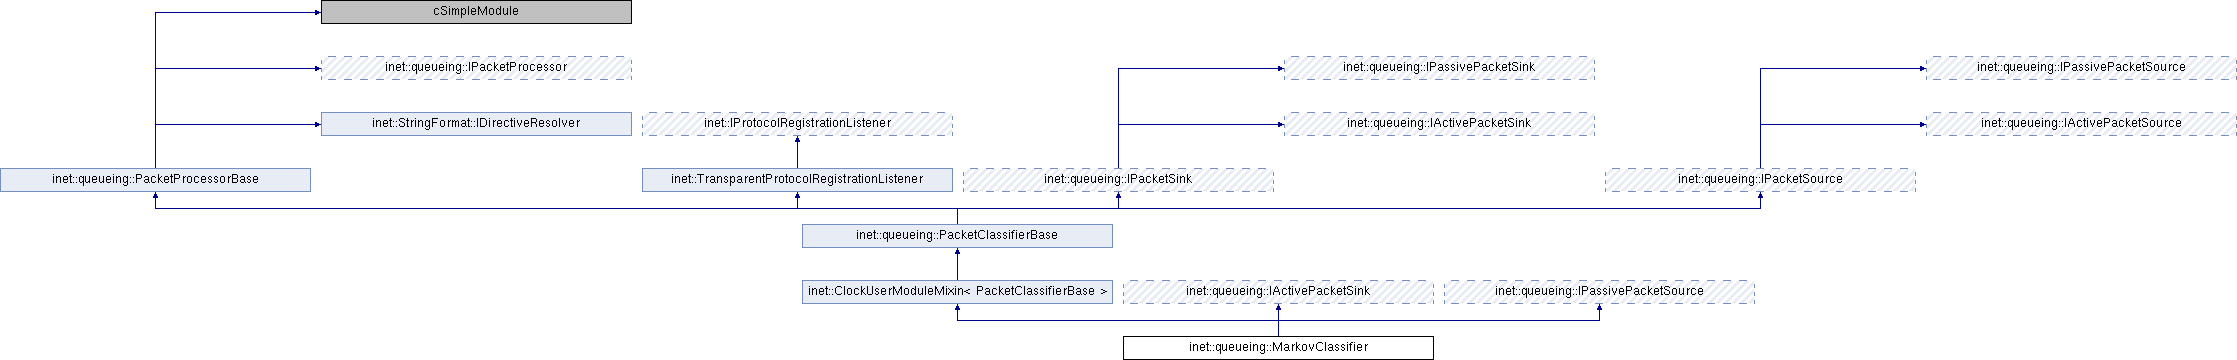 cSimpleModule
inet::queueing::IPacketProcessor
inet::queueing::IPassivePacketSink
inet::queueing::IPassivePacketSource
inet::StringFormat::IDirectiveResolver
inet::IProtocolRegistrationListener
inet::queueing::IActivePacketSink
inet::queueing::IActivePacketSource
inet::queueing::PacketProcessorBase
inet::TransparentProtocolRegistrationListener
inet::queueing::IPacketSink
inet::queueing::IPacketSource
inet::queueing::PacketClassifierBase
inet::ClockUserModuleMixin< PacketClassifierBase >
inet::queueing::IActivePacketSink
inet::queueing::IPassivePacketSource
inet::queueing::MarkovClassifier